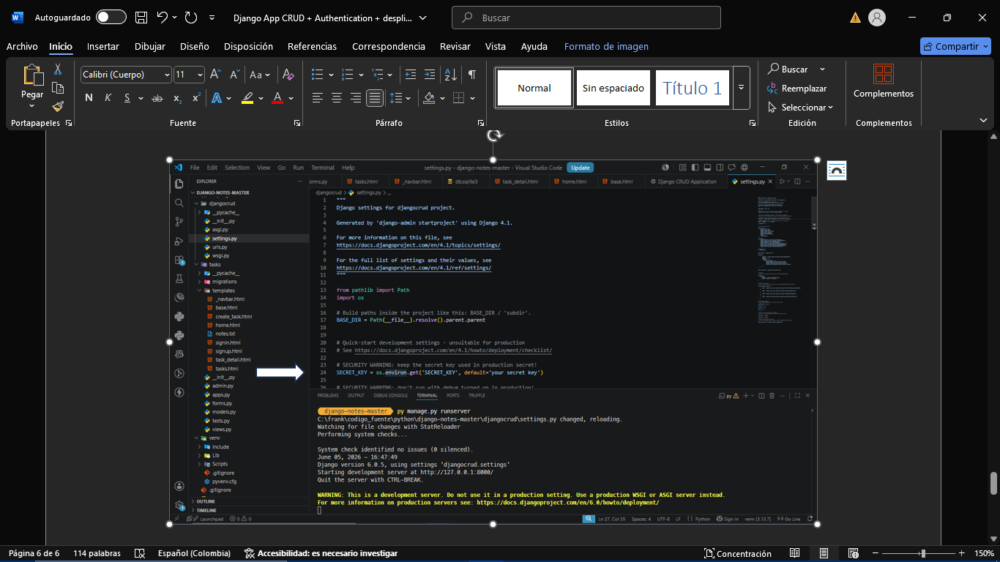 Autoguardado
Django App CRUD + Authentication + despli...
Buscar
Archivo Inicio Insertar Dibujar Diseño Disposición Referencias Correspondencia Revisar Vista Ayuda Formato de imagen
Compartir
Pegar
Portapapeles
Calibri (Cuerpo) 11
Fuente
Párrafo
Normal
Sin espaciado
Título 1
Estilos
Buscar
Reemplazar
Seleccionar
Edición
Complementos
Complementos
File Edit Selection View Go Run Terminal Help
settings.py - django-notes-master - Visual Studio Code
Update
EXPLORER
DJANGO-NOTES-MASTER
djangocrud
__pycache__
__init__.py
asgi.py
settings.py
urls.py
wsgi.py
tasks
__pycache__
migrations
templates
_navbar.html
base.html
create_task.html
home.html
notes.txt
signin.html
signup.html
task_detail.html
tasks.html
__init__.py
admin.py
apps.py
forms.py
models.py
tests.py
views.py
venv
Include
Lib
Scripts
.gitignore
pyvenv.cfg
.gitignore
OUTLINE
TIMELINE
orms.py tasks.html _navbar.html db.sqlite3 task_detail.html home.html base.html Django CRUD Application settings.py
djangocrud > settings.py > ...
1 """
2 Django settings for djangocrud project.
3
4 Generated by 'django-admin startproject' using Django 4.1.
5
6 For more information on this file, see
7 https://docs.djangoproject.com/en/4.1/topics/settings/
8
9 For the full list of settings and their values, see
10 https://docs.djangoproject.com/en/4.1/ref/settings/
11 """
12
13 from pathlib import Path
14 import os
15
16 # Build paths inside the project like this: BASE_DIR / 'subdir'.
17 BASE_DIR = Path(__file__).resolve().parent.parent
18
19
20 # Quick-start development settings - unsuitable for production
21 # See https://docs.djangoproject.com/en/4.1/howto/deployment/checklist/
22
23 # SECURITY WARNING: keep the secret key used in production secret!
24 SECRET_KEY = os.environ.get('SECRET_KEY', default='your secret key')
25
26 # SECURITY WARNING: don't run with debug turned on in production!
PROBLEMS OUTPUT DEBUG CONSOLE TERMINAL PORTS TRUFFLE
py
django-notes-master py manage.py runserver
C:\frank\codigo_fuente\python\django-notes-master\djangocrud\settings.py changed, reloading.
Watching for file changes with StatReloader
Performing system checks...
System check identified no issues (0 silenced).
June 05, 2026 - 16:47:49
Django version 6.0.5, using settings 'djangocrud.settings'
Starting development server at http://127.0.0.1:8000/
Quit the server with CTRL-BREAK.
WARNING: This is a development server. Do not use it in a production setting. Use a production WSGI or ASGI server instead.
For more information on production servers see: https://docs.djangoproject.com/en/6.0/howto/deployment/
Launchpad 0 0
Ln 27, Col 35 Spaces: 4 UTF-8 LF { } Python Sign In venv (3.13.7) Go Live
Página 6 de 6 114 palabras Español (Colombia) Accesibilidad: es necesario investigar
Concentración
150%